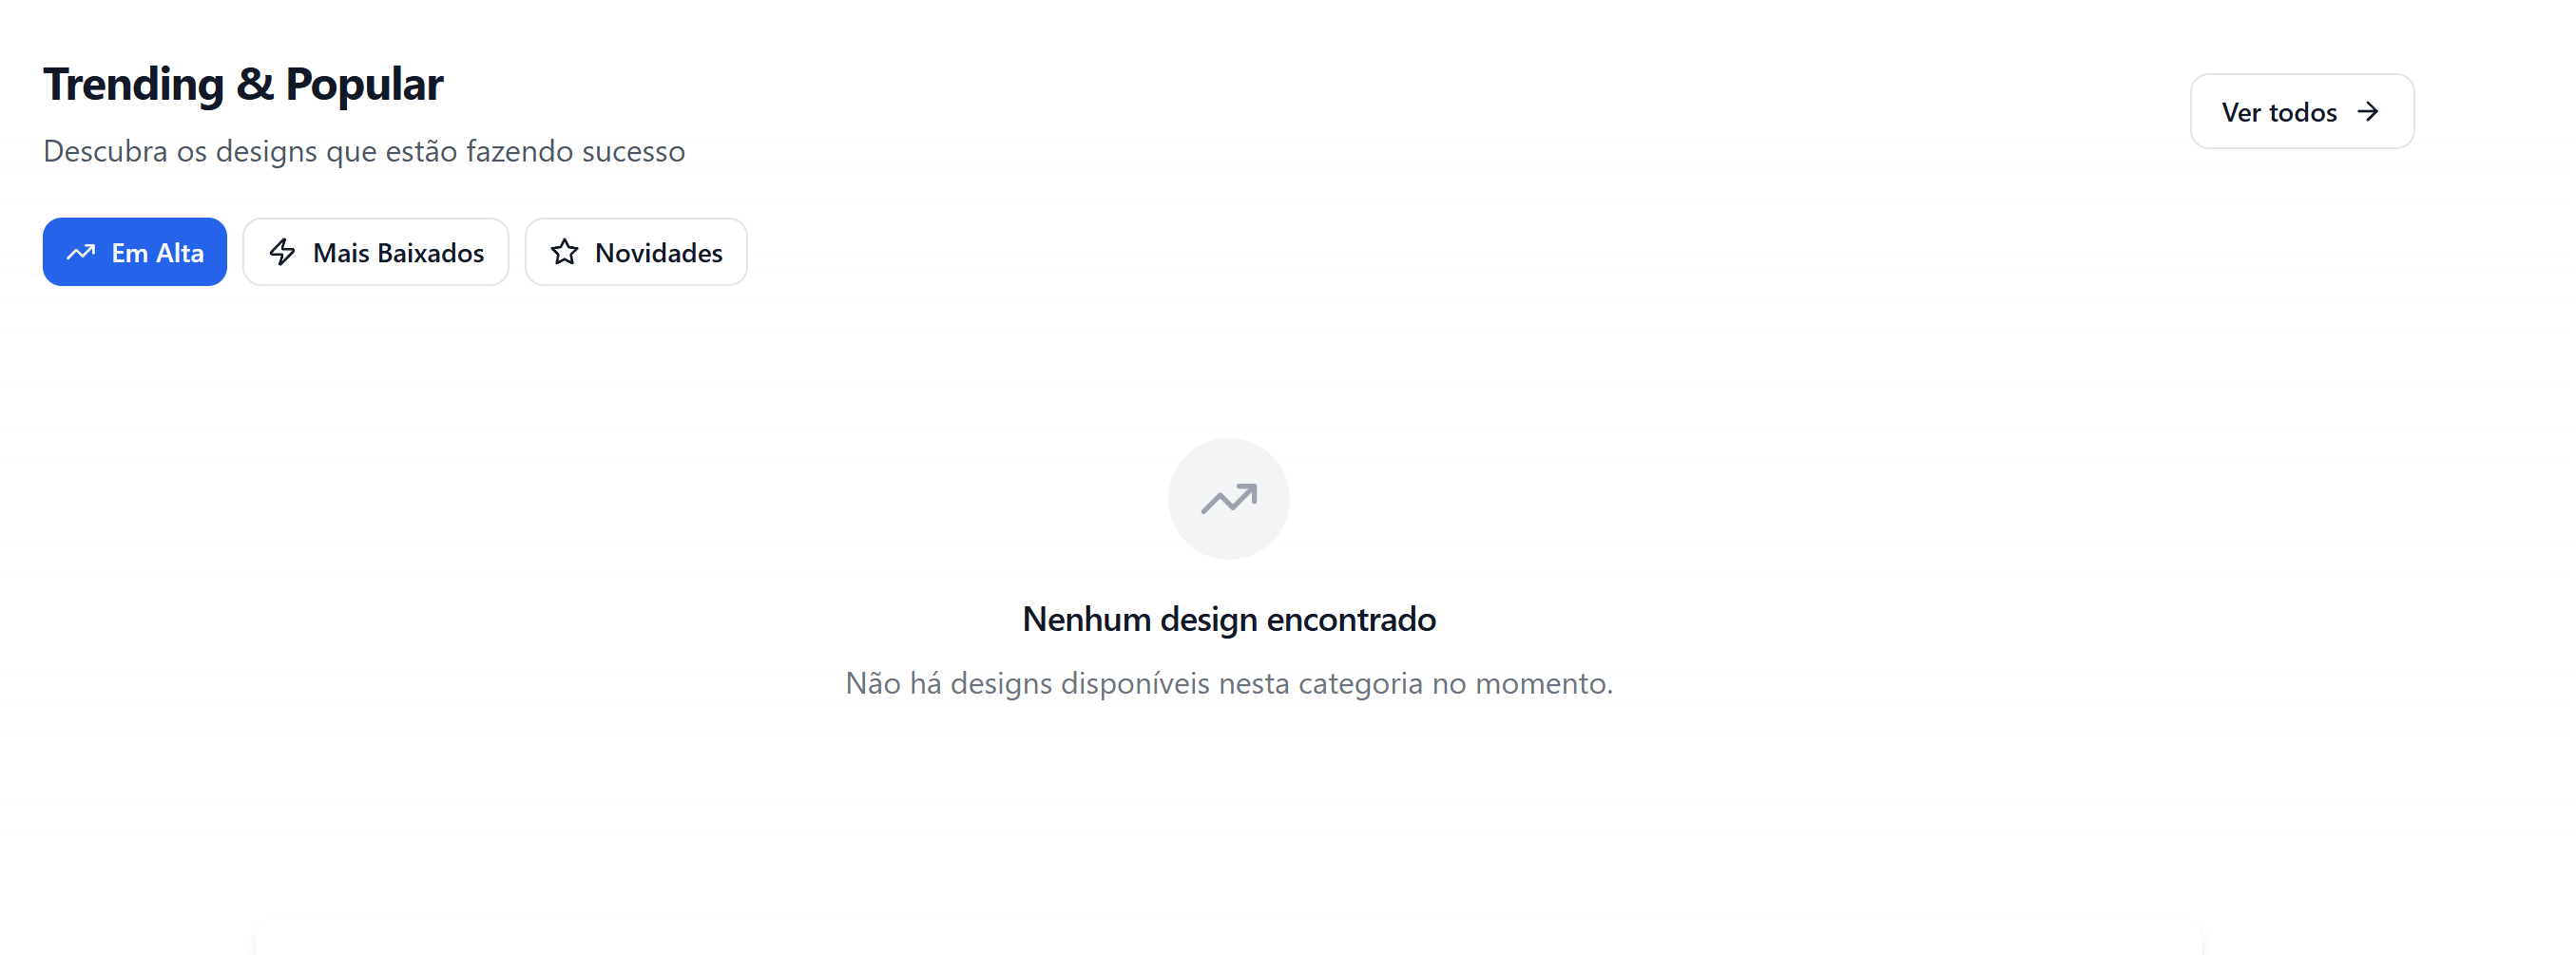 Trending & Popular
Descubra os designs que estão fazendo sucesso
Ver todos
Em Alta
Mais Baixados
Novidades
Nenhum design encontrado
Não há designs disponíveis nesta categoria no momento.